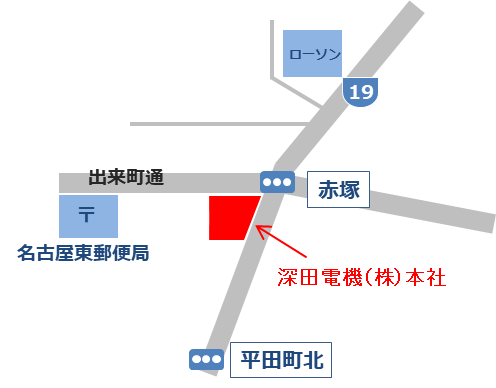 ローソン
19
出来町通
赤塚
〒
名古屋東郵便局
深田電機(株)本社
平田町北